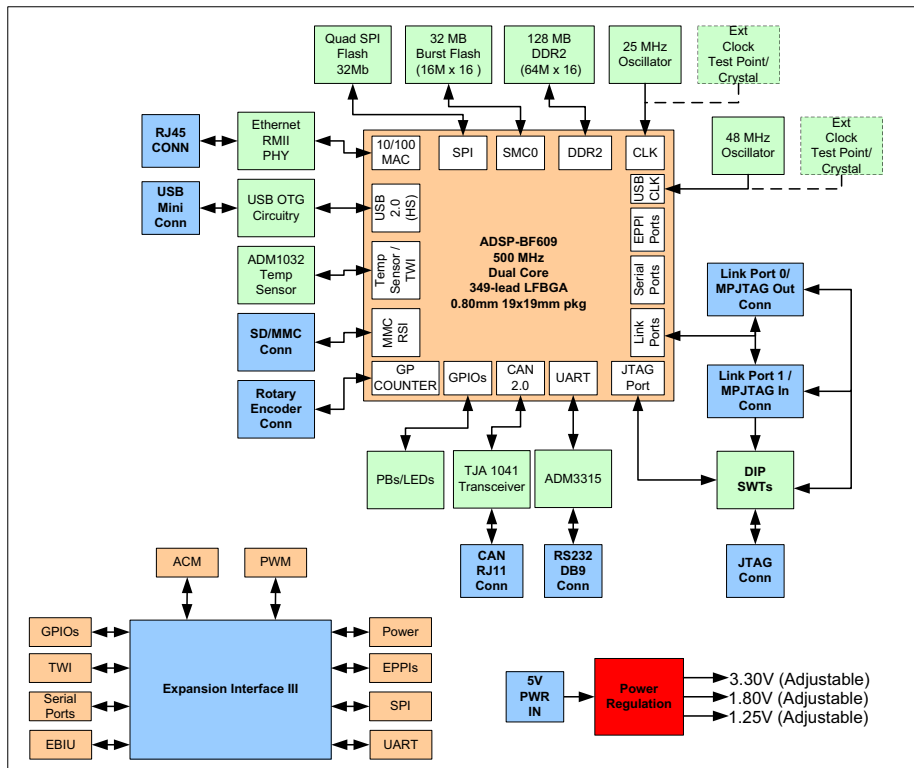 Quad SPI
Flash
32Mb
32 MB
Burst Flash
(16M x 16 )
128 MB
DDR2
(64M x 16)
25 MHz
Oscillator
Ext
Clock
Test Point/
Crystal
RJ45
CONN
Ethernet
RMII
PHY
48 MHz
Oscillator
Ext
Clock
Test Point/
Crystal
10/100
MAC
SPI
SMC0
DDR2
CLK
USB
CLK
USB
Mini
Conn
USB OTG
Circuitry
USB
2.0
(HS)
EPPI
Ports
ADM1032
Temp
Sensor
Temp
Sensor /
TWI
ADSP-BF609
500 MHz
Dual Core
349-lead LFBGA
0.80mm 19x19mm pkg
Serial
Ports
Link Port 0/
MPJTAG Out
Conn
SD/MMC
Conn
MMC
RSI
Link
Ports
Rotary
Encoder
Conn
GP
COUNTER
GPIOs
CAN
2.0
UART
JTAG
Port
Link Port 1 /
MPJTAG In
Conn
PBs/LEDs
TJA 1041
Transceiver
ADM3315
DIP
SWTs
CAN
RJ11
Conn
RS232
DB9
Conn
JTAG
Conn
ACM
PWM
GPIOs
TWI
Serial
Ports
EBIU
Expansion Interface III
Power
EPPIs
SPI
UART
5V
PWR
IN
Power
Regulation
3.30V (Adjustable)
1.80V (Adjustable)
1.25V (Adjustable)